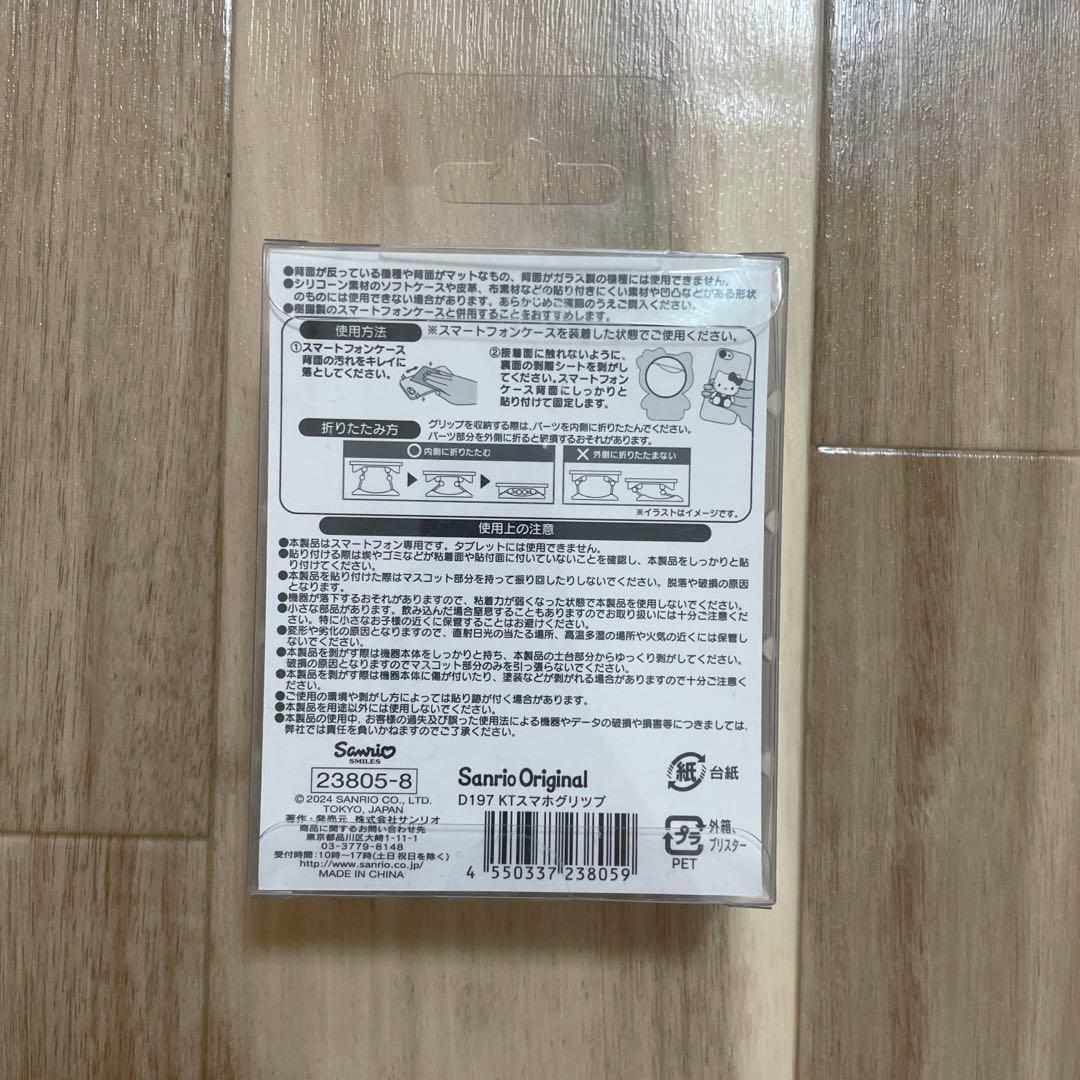 ●背面が反っている機種や背面がマットなもの、背面がガラス製の機種には使用できません。
●シリコーン素材のソフトケースや皮革、布素材などの貼り付きにくい素材や凹凸などがある形状
のものには使用できない場合があります。あらかじめご確認のうえご購入ください。
●樹脂製のスマートフォンケースと併用することをおすすめします。
使用方法 ※スマートフォンケースを装着した状態でご使用ください。
①スマートフォンケース
背面の汚れをキレイに
落としてください。
②接着面に触れないように、
裏面の剥離シートを剥がし
てください。スマートフォン
ケース背面にしっかりと
貼り付けて固定します。
折りたたみ方
グリップを収納する際は、パーツを内側に折りたたんでください。
パーツ部分を外側に折ると破損するおそれがあります。
○内側に折りたたむ
×外側に折りたたまない
※イラストはイメージです。
使用上の注意
●本製品はスマートフォン専用です。タブレットには使用できません。
●貼り付ける際は埃やゴミなどが粘着面や貼付面に付いていないことを確認し、本製品をしっかりと貼
り付けてください。
●本製品を貼り付けた際はマスコット部分を持って振り回したりしないでください。脱落や破損の原因
となります。
●機器が落下するおそれがありますので、粘着力が弱くなった状態で本製品を使用しないでください。
●小さな部品があります。飲み込んだ場合窒息することもありますのでお取り扱いには十分ご注意くだ
さい。特に小さなお子様の近くに保管することはお避けください。
●変形や劣化の原因となりますので、直射日光の当たる場所、高温多湿の場所や火気の近くには保管し
ないでください。
●本製品を剥がす際は機器本体をしっかりと持ち、本製品の土台部分からゆっくり剥がしてください。
破損の原因となりますのでマスコット部分のみを引っ張らないでください。
●本製品を剥がす際は機器本体に傷が付いたり、塗装などが剥がれる場合がありますので十分ご注意く
ださい。
●ご使用の環境や剥がし方によっては貼り跡が付く場合があります。
●本製品を用途以外には使用しないでください。
●本製品の使用中、お客様の過失及び誤った使用法による機器やデータの破損や損害等につきましては、
弊社では責任を負いかねますのでご了承ください。
Sanrio
SMILES
23805-8
© 2024 SANRIO CO., LTD.
TOKYO, JAPAN
著作・発売元 株式会社サンリオ
商品に関するお問い合わせ先
東京都品川区大崎1-11-1
03-3779-8148
受付時間:10時〜17時(土日祝日を除く)
http://www.sanrio.co.jp/
MADE IN CHINA
Sanrio Original
D197 KTスマホグリツプ
4 550337 238059
紙 台紙
プラ 外箱、
ブリスター
PET